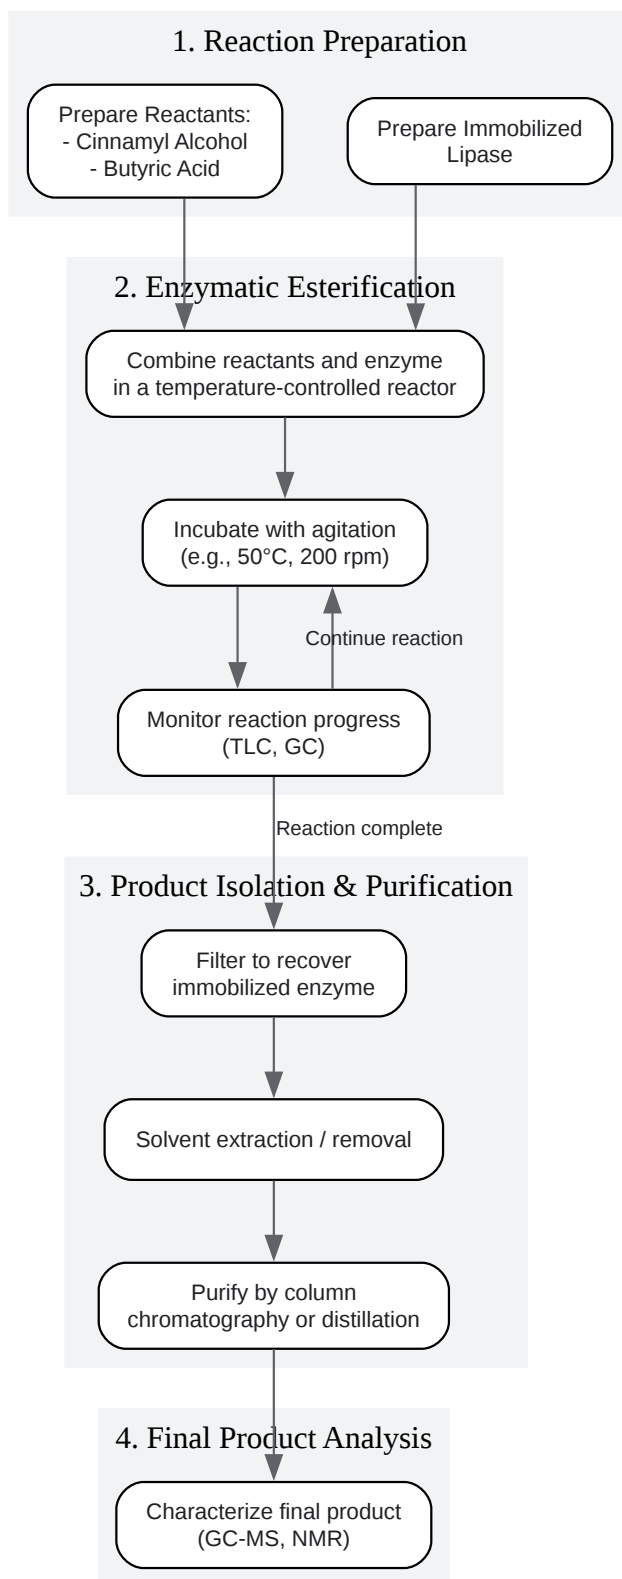 1. Reaction Preparation
Prepare Reactants:
- Cinnamyl Alcohol
- Butyric Acid
Prepare Immobilized
Lipase
2. Enzymatic Esterification
Combine reactants and enzyme
in a temperature-controlled reactor
Incubate with agitation
(e.g., 50°C, 200 rpm)
Continue reaction
Monitor reaction progress
(TLC, GC)
Reaction complete
3. Product Isolation & Purification
Filter to recover
immobilized enzyme
Solvent extraction / removal
Purify by column
chromatography or distillation
4. Final Product Analysis
Characterize final product
(GC-MS, NMR)